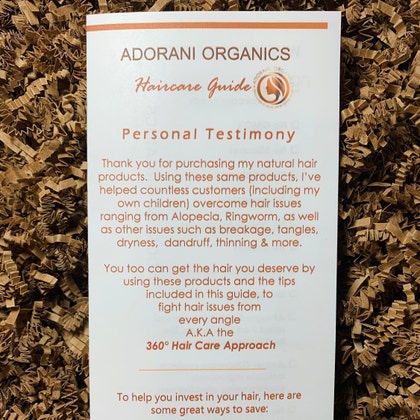 ADORANI ORGANICS
Haircare Guide
Personal Testimony
Thank you for purchasing my natural hair
products. Using these same products, I've
helped countless customers (including my
own children) overcome hair issues
ranging from Alopecia, Ringworm, as well
as other issues such as breakage, tangles,
dryness, dandruff, thinning & more.
You too can get the hair you deserve by
using these products and the tips
included in this guide, to
fight hair issues from
every angle
A.K.A the
360° Hair Care Approach
To help you invest in your hair, here are
some great ways to save: